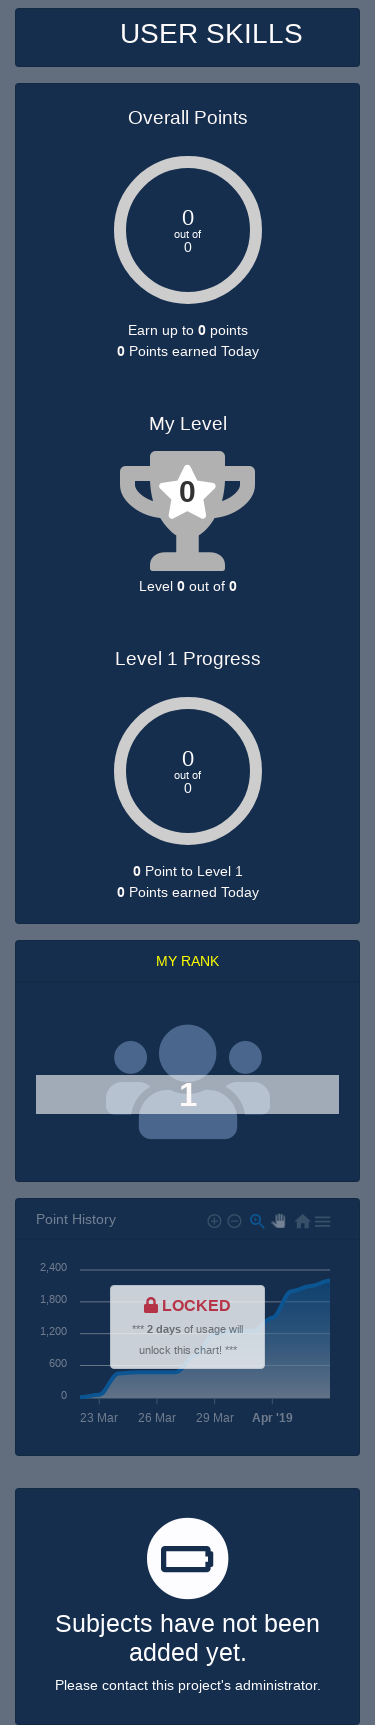 USER SKILLS
Overall Points
0
out of
0
Earn up to 0 points
0 Points earned Today
My Level
0
Level 0 out of 0
Level 1 Progress
0
out of
0
0 Point to Level 1
0 Points earned Today
MY RANK
1
Point History
2,400
1,800
1,200
600
0
LOCKED
*** 2 days of usage will
unlock this chart! ***
23 Mar 26 Mar 29 Mar Apr '19
Subjects have not been
added yet.
Please contact this project's administrator.